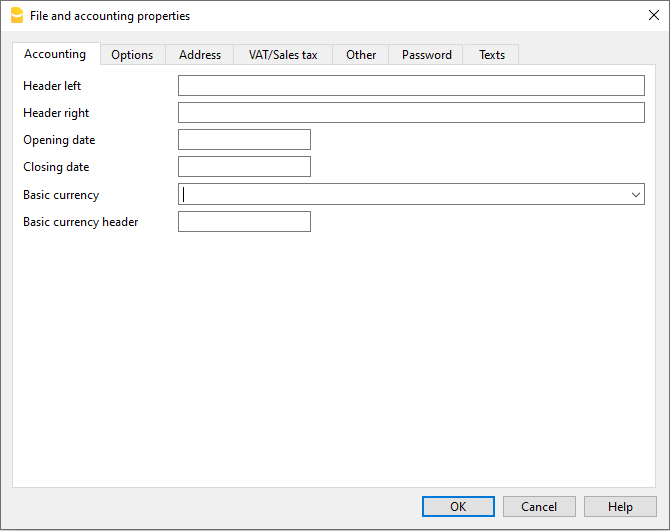 File and accounting properties
Accounting Options Address VAT/Sales tax Other Password Texts
Header left
Header right
Opening date
Closing date
Basic currency
Basic currency header
OK Cancel Help